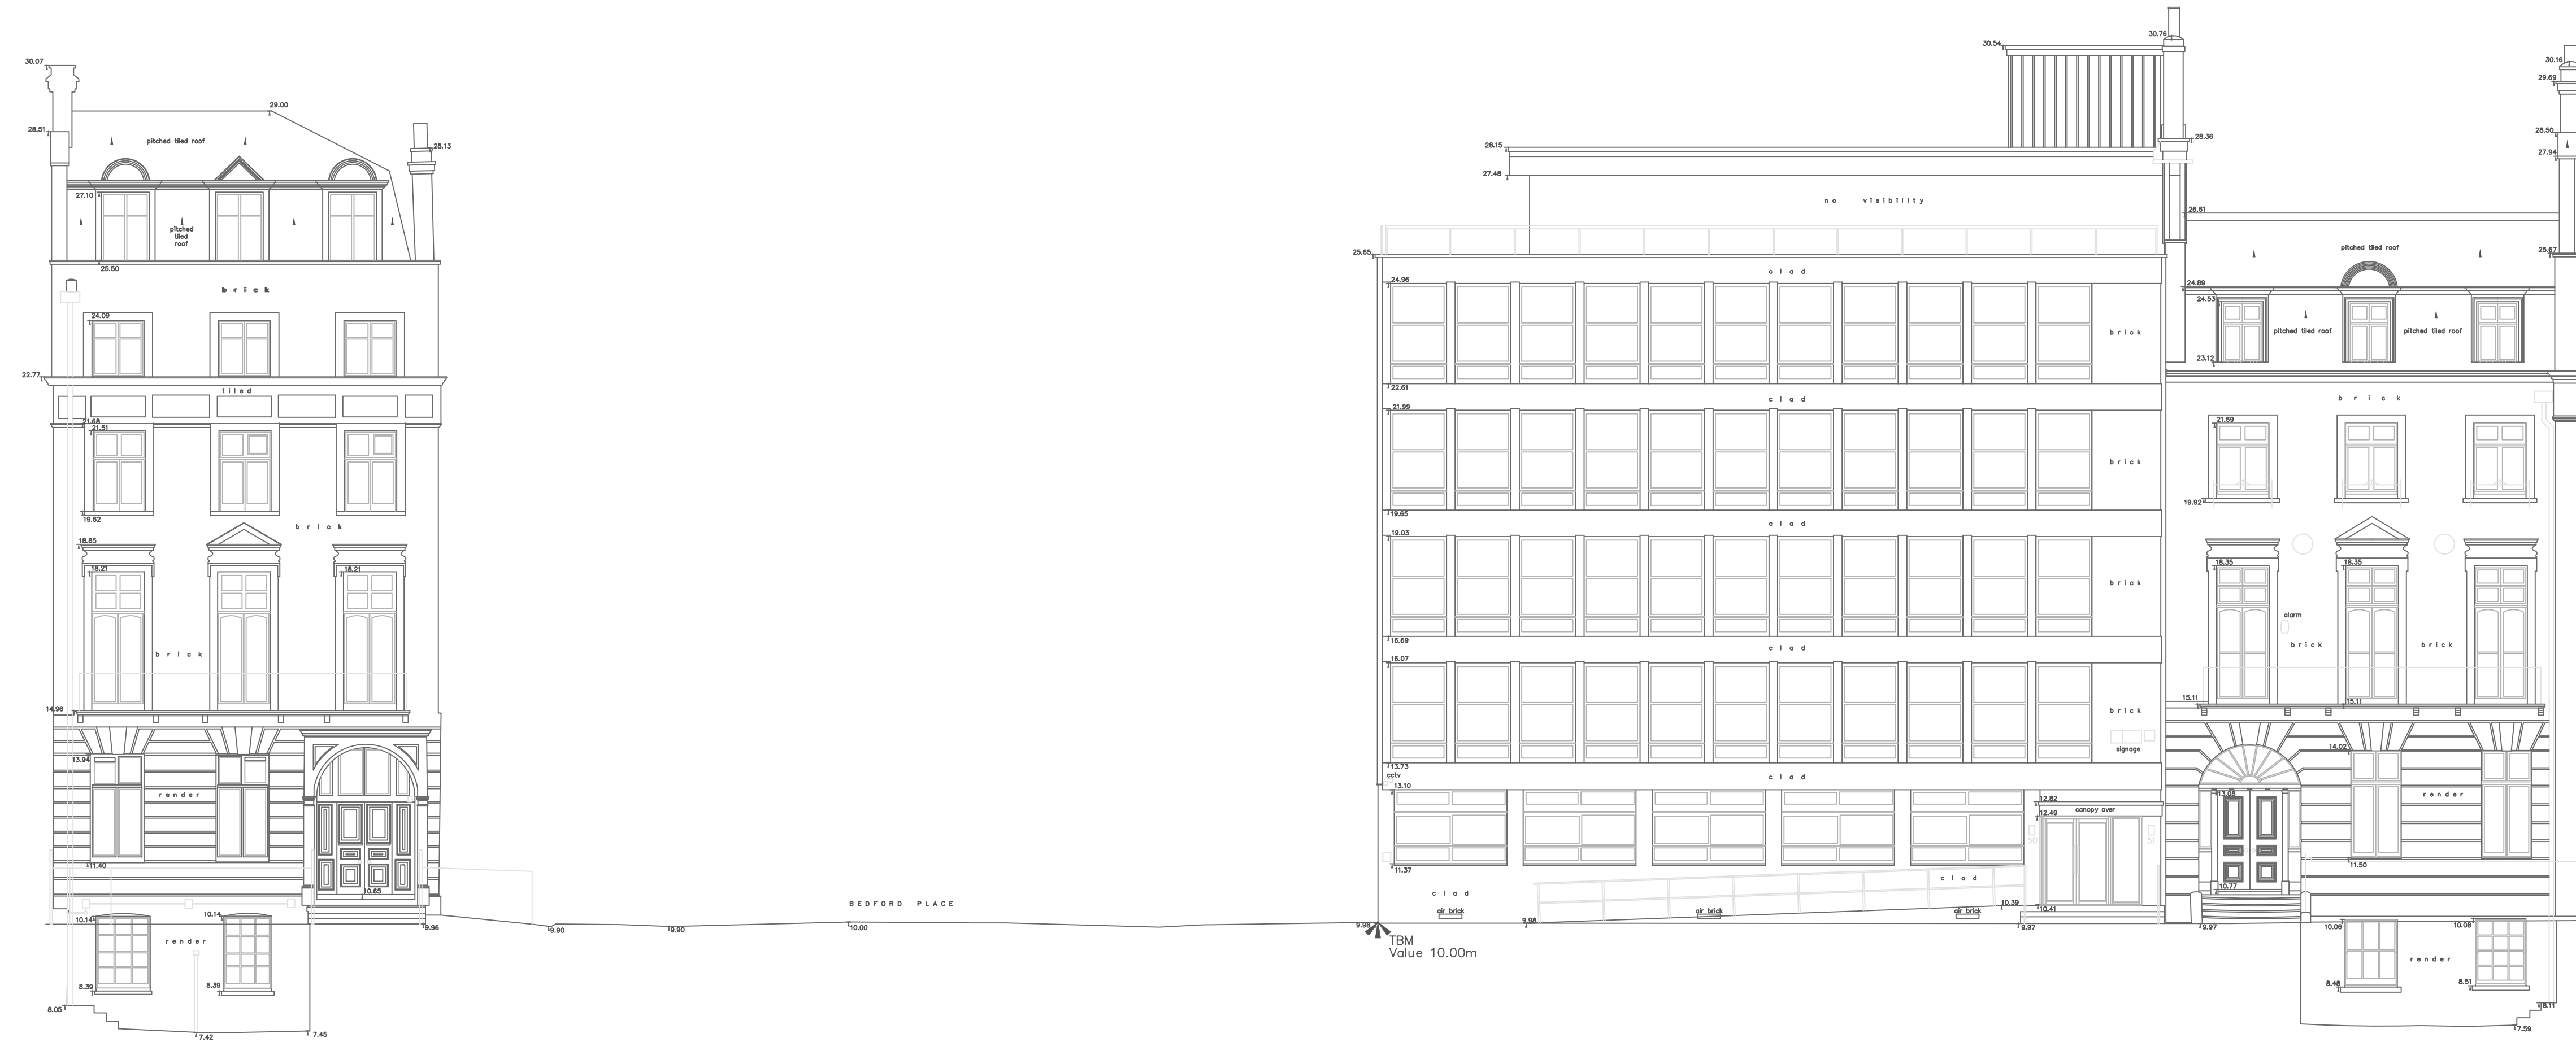 30.07
29.00
28.51
pitched tiled roof
28.13
27.10
pitched
tiled
roof
25.50
brick
24.09
22.77
tiled
21.68
21.51
19.62
brick
18.85
18.21
18.21
brick
14.96
13.94
render
11.40
10.65
10.14
10.14
9.96
render
8.39
8.39
8.05
7.42
7.45
BEDFORD PLACE
9.90
9.90
10.00
30.54
30.76
28.15
28.36
27.48
no visibility
25.65
clad
24.96
brick
22.61
clad
21.99
brick
19.65
clad
19.03
brick
16.69
clad
16.07
brick
signage
13.73
cctv
clad
13.10
12.82
canopy over
12.49
50
51
11.37
clad
clad
air brick
air brick
air brick
10.39
10.41
9.98
9.98
9.97
TBM
Value 10.00m
30.16
29.69
28.50
27.94
26.61
25.67
pitched tiled roof
24.89
24.53
pitched tiled roof
pitched tiled roof
23.12
brick
21.69
19.92
18.35
18.35
alarm
brick
brick
15.11
15.11
14.02
13.08
render
11.50
10.77
9.97
10.06
10.08
render
8.48
8.51
8.11
7.59